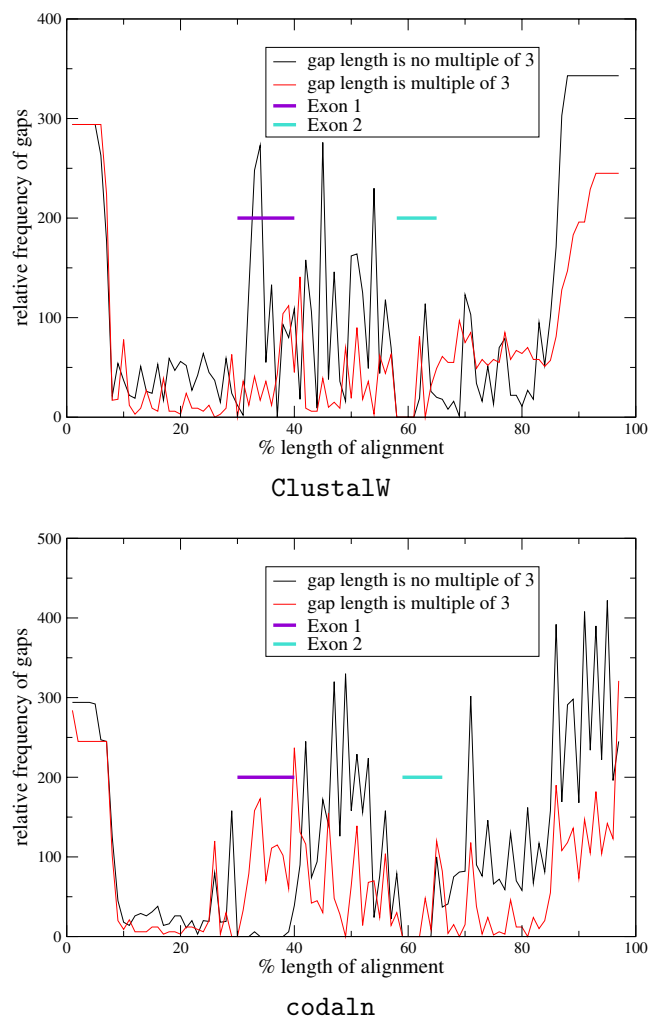 400
300
200
100
0
relative frequency of gaps
gap length is no multiple of 3
gap length is multiple of 3
Exon 1
Exon 2
0 20 40 60 80 100
% length of alignment
ClustalW
500
400
300
200
100
0
relative frequency of gaps
gap length is no multiple of 3
gap length is multiple of 3
Exon 1
Exon 2
0 20 40 60 80 100
% length of alignment
codaln